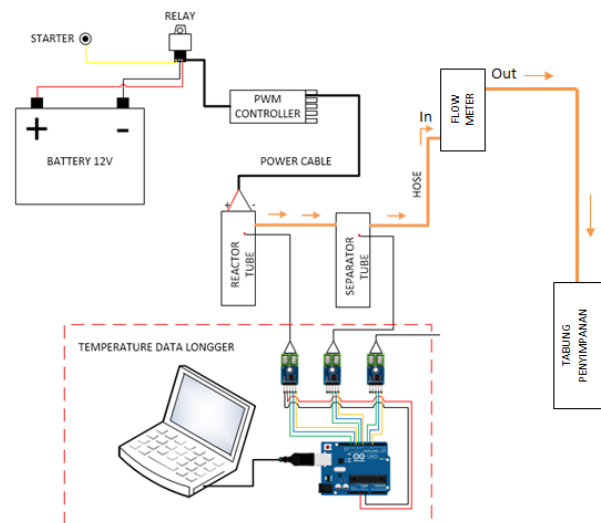 RELAY
STARTER
+
-
BATTERY 12V
PWM
CONTROLLER
POWER CABLE
+
-
REACTOR
TUBE
SEPARATOR
TUBE
HOSE
In
FLOW
METER
Out
TABUNG
PENYIMPANAN
TEMPERATURE DATA LONGGER
UNO